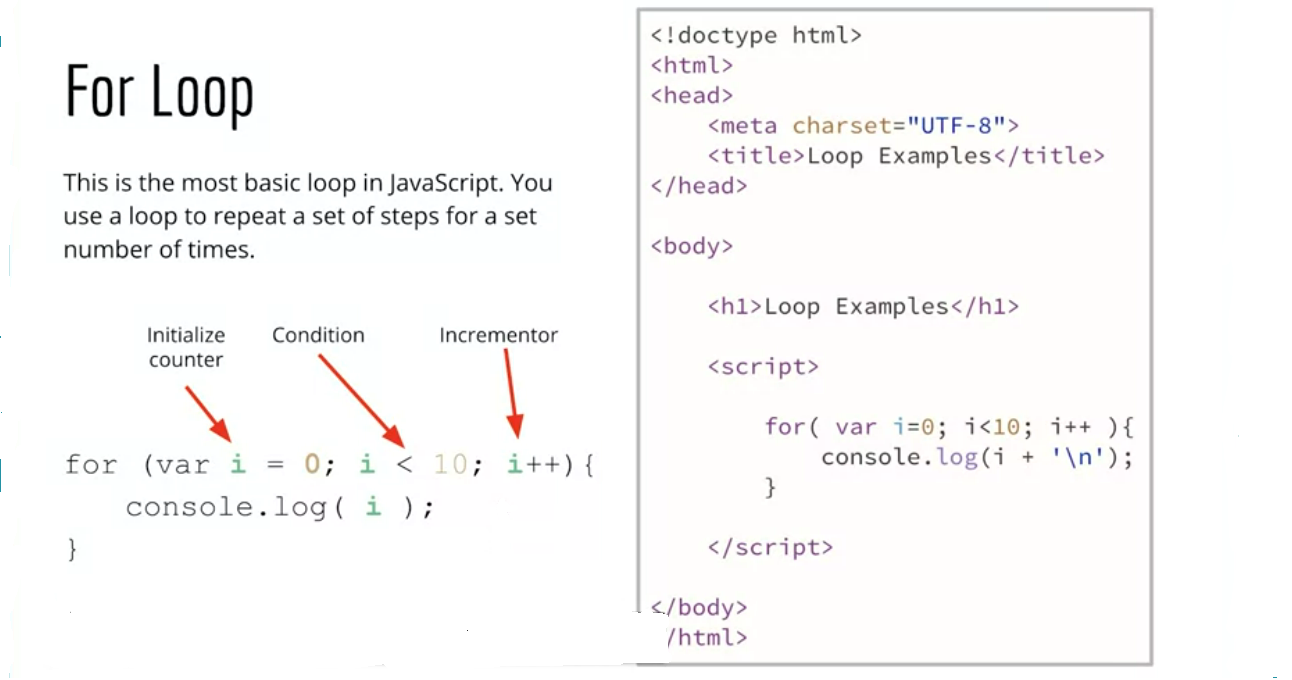 For Loop
This is the most basic loop in JavaScript. You
use a loop to repeat a set of steps for a set
number of times.
Initialize
counter
Condition
Incrementor
for (var i = 0; i < 10; i++){
    console.log( i );
}
<!doctype html>
<html>
<head>
    <meta charset="UTF-8">
    <title>Loop Examples</title>
</head>
<body>
    <h1>Loop Examples</h1>
    <script>
        for( var i=0; i<10; i++ ){
            console.log(i + '\n');
        }
    </script>
</body>
/html>